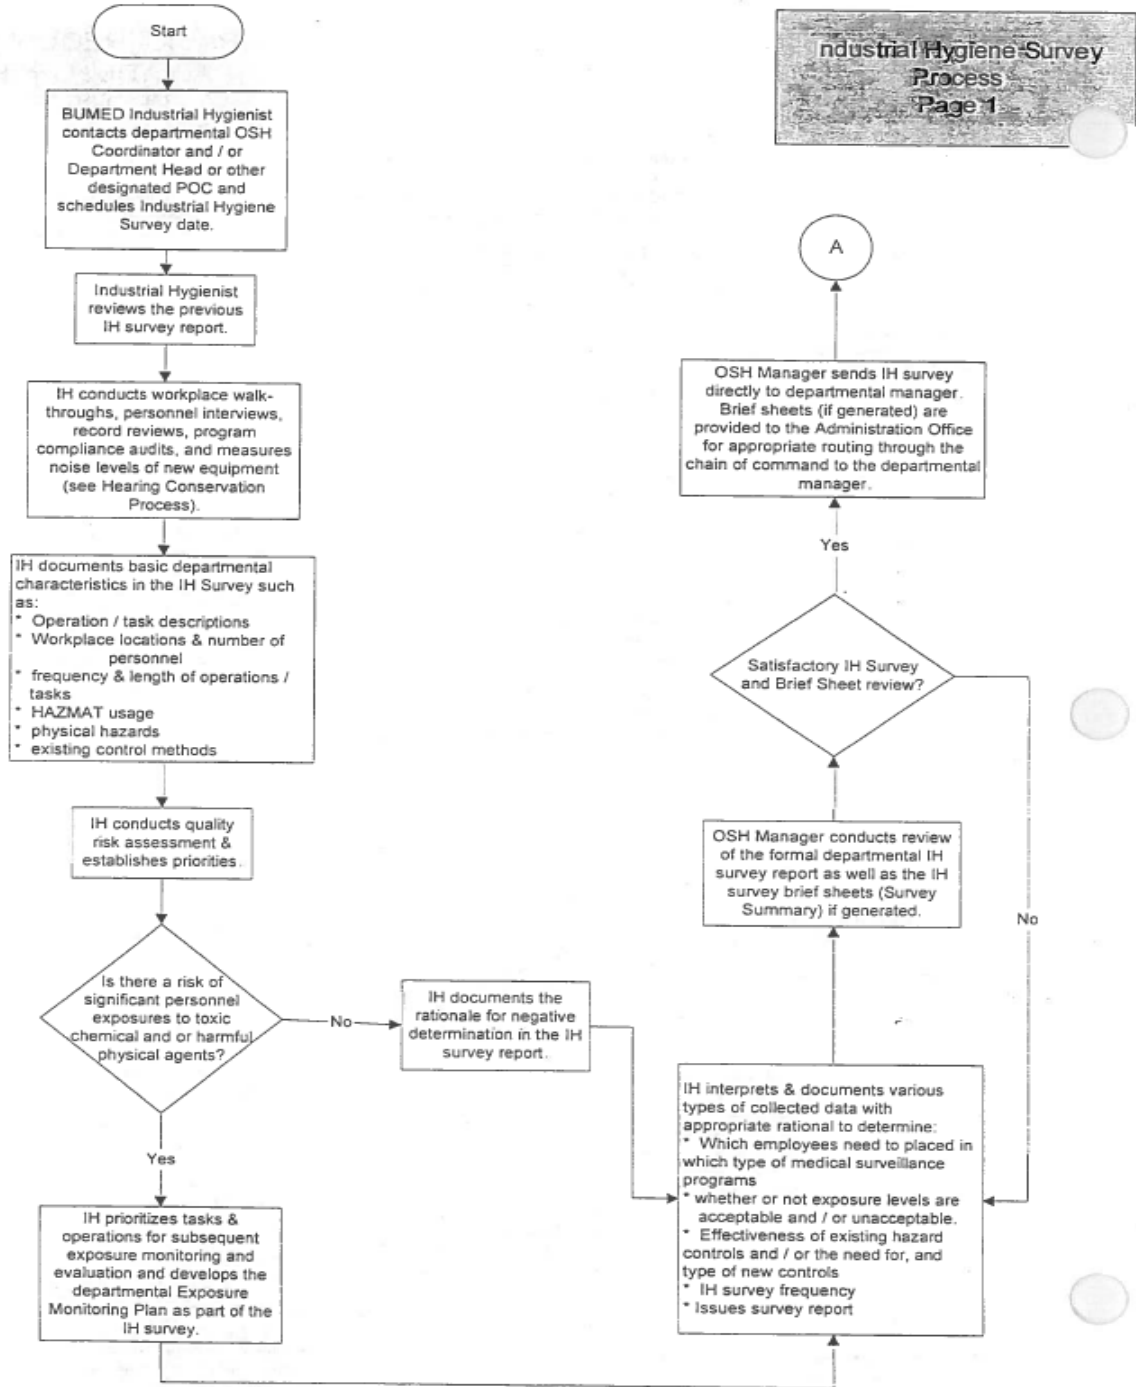 Start
ndustrial Hygiene Survey
Process
Page 1
BUMED Industrial Hygienist
contacts departmental OSH
Coordinator and / or
Department Head or other
designated POC and
schedules Industrial Hygiene
Survey date.
Industrial Hygienist
reviews the previous
IH survey report.
IH conducts workplace walk-
throughs, personnel interviews,
record reviews, program
compliance audits, and measures
noise levels of new equipment
(see Hearing Conservation
Process).
IH documents basic departmental
characteristics in the IH Survey such
as:
* Operation / task descriptions
* Workplace locations & number of
personnel
* frequency & length of operations /
tasks
* HAZMAT usage
* physical hazards
* existing control methods
IH conducts quality
risk assessment &
establishes priorities.
Is there a risk of
significant personnel
exposures to toxic
chemical and or harmful
physical agents?
No
IH documents the
rationale for negative
determination in the IH
survey report.
Yes
IH prioritizes tasks &
operations for subsequent
exposure monitoring and
evaluation and develops the
departmental Exposure
Monitoring Plan as part of the
IH survey.
A
OSH Manager sends IH survey
directly to departmental manager.
Brief sheets (if generated) are
provided to the Administration Office
for appropriate routing through the
chain of command to the departmental
manager.
Yes
Satisfactory IH Survey
and Brief Sheet review?
No
OSH Manager conducts review
of the formal departmental IH
survey report as well as the IH
survey brief sheets (Survey
Summary) if generated.
IH interprets & documents various
types of collected data with
appropriate rational to determine:
* Which employees need to placed in
which type of medical surveillance
programs
* whether or not exposure levels are
acceptable and / or unacceptable.
* Effectiveness of existing hazard
controls and / or the need for, and
type of new controls
* IH survey frequency
* Issues survey report